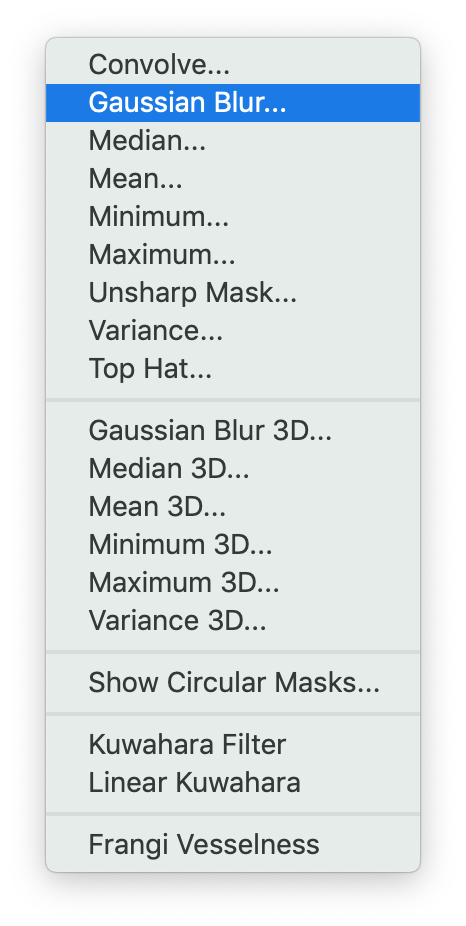 Convolve...
Gaussian Blur...
Median...
Mean...
Minimum...
Maximum...
Unsharp Mask...
Variance...
Top Hat...
Gaussian Blur 3D...
Median 3D...
Mean 3D...
Minimum 3D...
Maximum 3D...
Variance 3D...
Show Circular Masks...
Kuwahara Filter
Linear Kuwahara
Frangi Vesselness